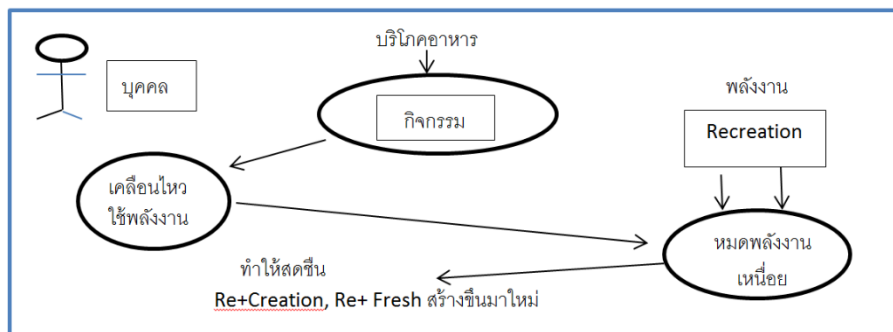 บริโภคอาหาร
บุคคล
กิจกรรม
พลังงาน
Recreation
เคลื่อนไหว
ใช้พลังงาน
หมดพลังงาน
เหนื่อย
ทำให้สดชื่น
Re+Creation, Re+ Fresh สร้างขึ้นมาใหม่